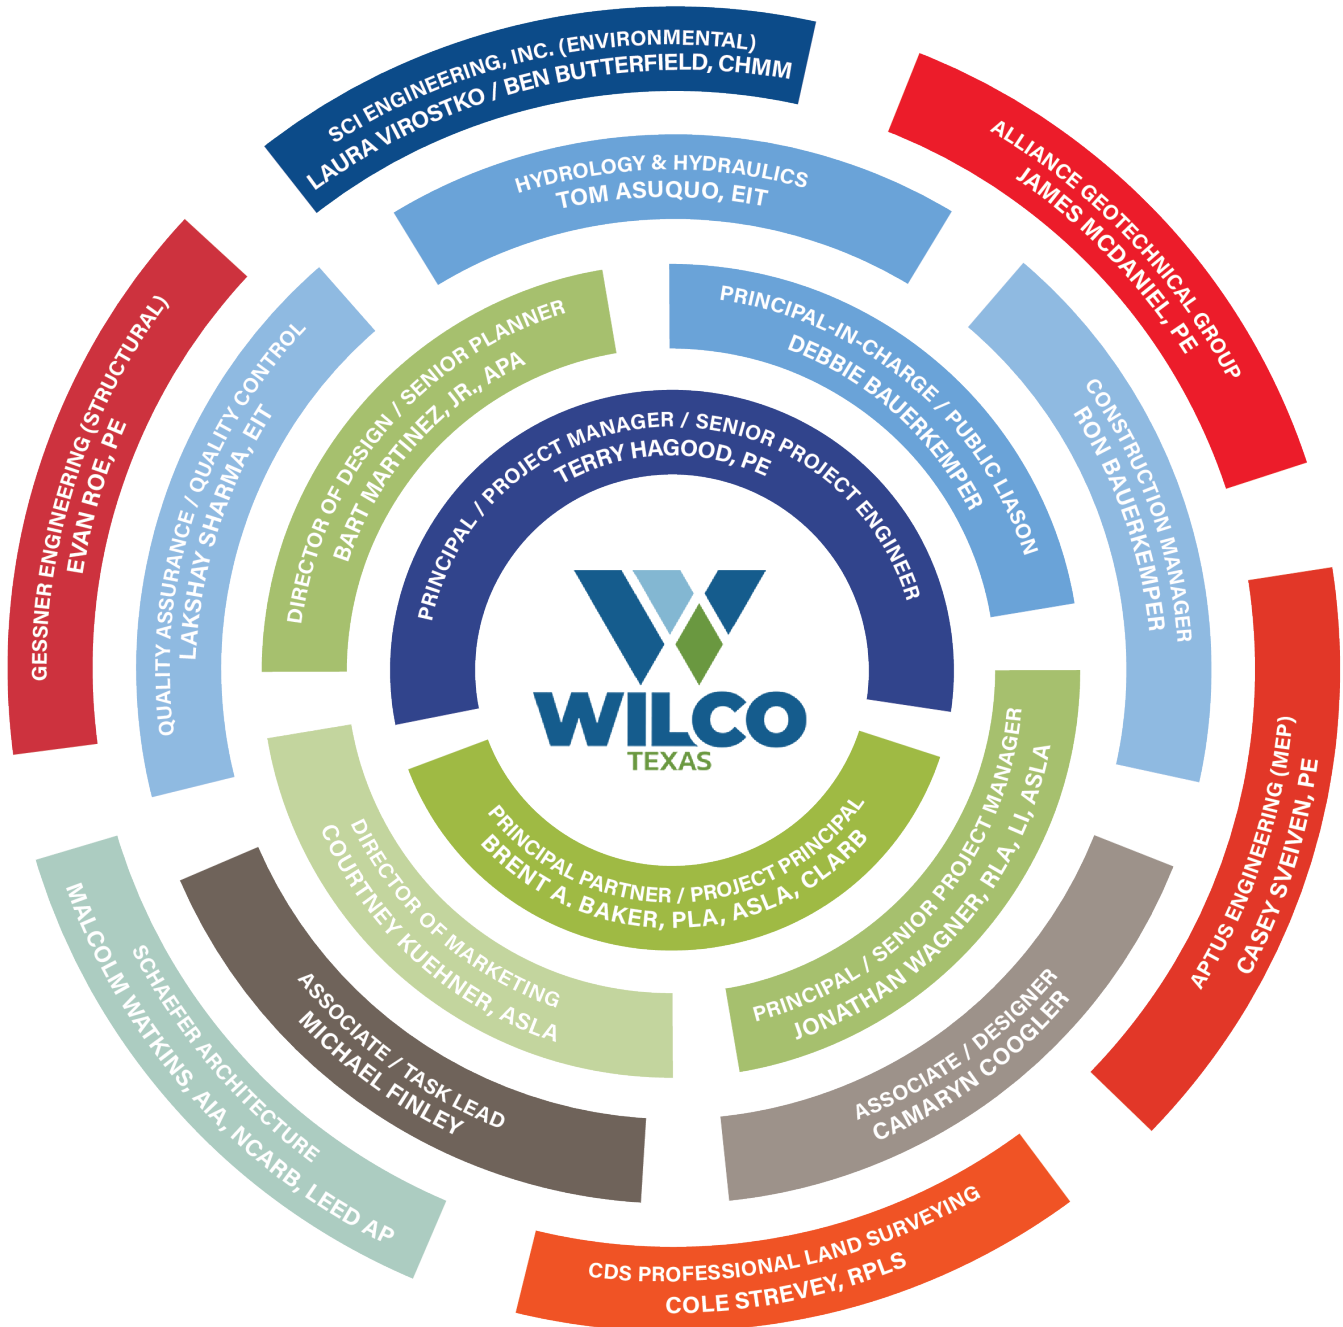 SCI ENGINEERING, INC. (ENVIRONMENTAL)
LAURA VIROSTKO / BEN BUTTERFIELD, CHMM
ALLIANCE GEOTECHNICAL GROUP
JAMES MCDANIEL, PE
HYDROLOGY & HYDRAULICS
TOM ASUQUO, EIT
GESSNER ENGINEERING (STRUCTURAL)
EVAN ROE, PE
QUALITY ASSURANCE / QUALITY CONTROL
LAKSHAY SHARMA, EIT
DIRECTOR OF DESIGN / SENIOR PLANNER
BART MARTINEZ, JR., APA
PRINCIPAL-IN-CHARGE / PUBLIC LIASON
DEBBIE BAUERKEMPER
CONSTRUCTION MANAGER
RON BAUERKEMPER
PRINCIPAL / PROJECT MANAGER / SENIOR PROJECT ENGINEER
TERRY HAGOOD, PE
WILCO
TEXAS
PRINCIPAL PARTNER / PROJECT PRINCIPAL
BRENT A. BAKER, PLA, ASLA, CLARB
DIRECTOR OF MARKETING
COURTNEY KUEHNER, ASLA
PRINCIPAL / SENIOR PROJECT MANAGER
JONATHAN WAGNER, RLA, LI, ASLA
APTUS ENGINEERING (MEP)
CASEY SVEIVEN, PE
ASSOCIATE / TASK LEAD
MICHAEL FINLEY
ASSOCIATE / DESIGNER
CAMARYN COOGLER
SCHAEFER ARCHITECTURE
MALCOLM WATKINS, AIA, NCARB, LEED AP
CDS PROFESSIONAL LAND SURVEYING
COLE STREVEY, RPLS